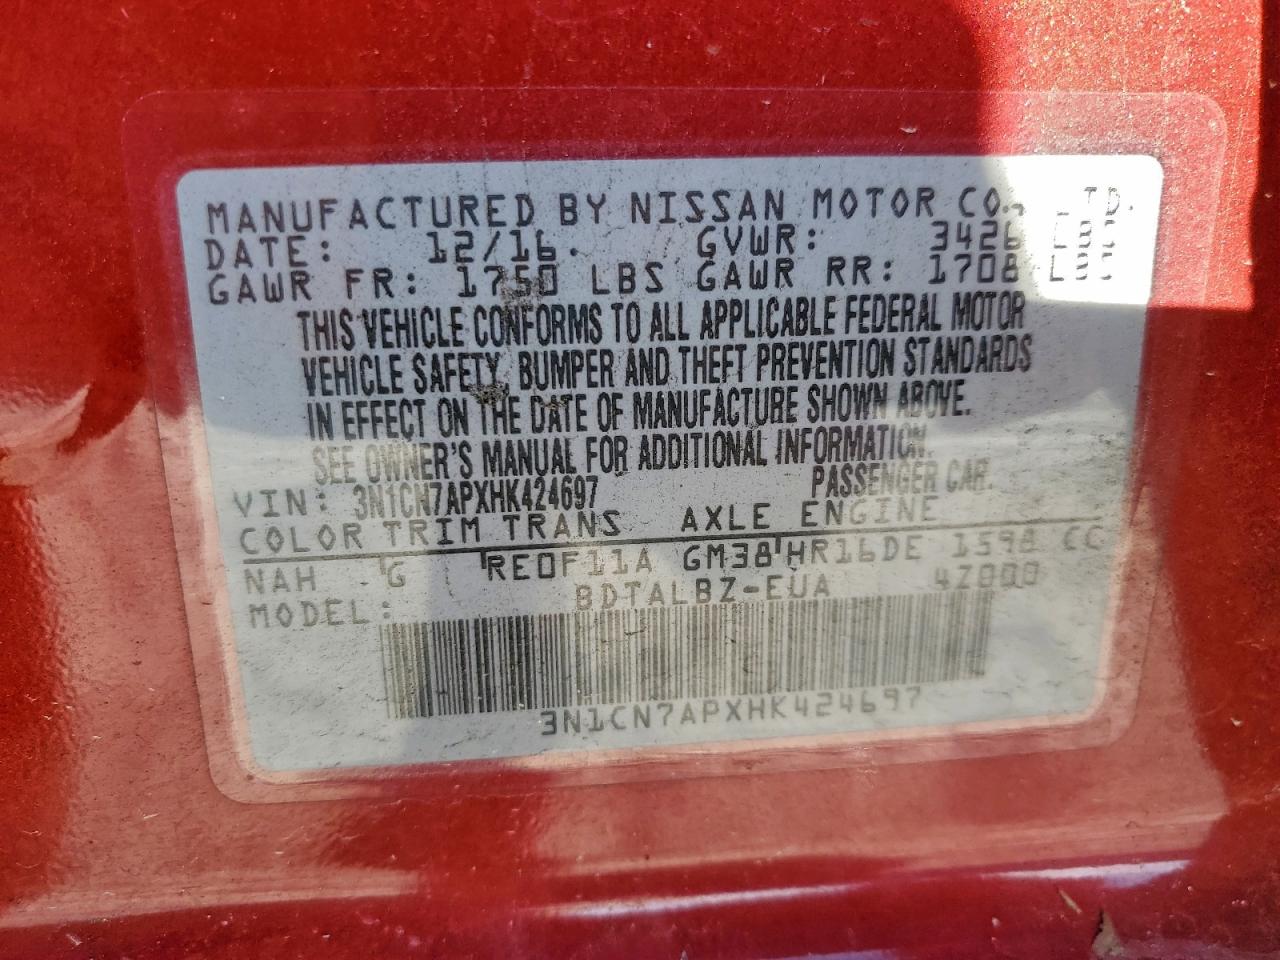 MANUFACTURED BY NISSAN MOTOR CO., LTD.
DATE: 12/16. GVWR: 3426 LBS
GAWR FR: 1750 LBS GAWR RR: 1708 LBS
THIS VEHICLE CONFORMS TO ALL APPLICABLE FEDERAL MOTOR
VEHICLE SAFETY, BUMPER AND THEFT PREVENTION STANDARDS
IN EFFECT ON THE DATE OF MANUFACTURE SHOWN ABOVE.
SEE OWNER'S MANUAL FOR ADDITIONAL INFORMATION.
VIN: 3N1CN7APXHK424697 PASSENGER CAR.
COLOR TRIM TRANS AXLE ENGINE
NAH G RE0F11A GM38 HR16DE 1598 CC
MODEL: BDTALBZ-EUA 4Z000
3N1CN7APXHK424697